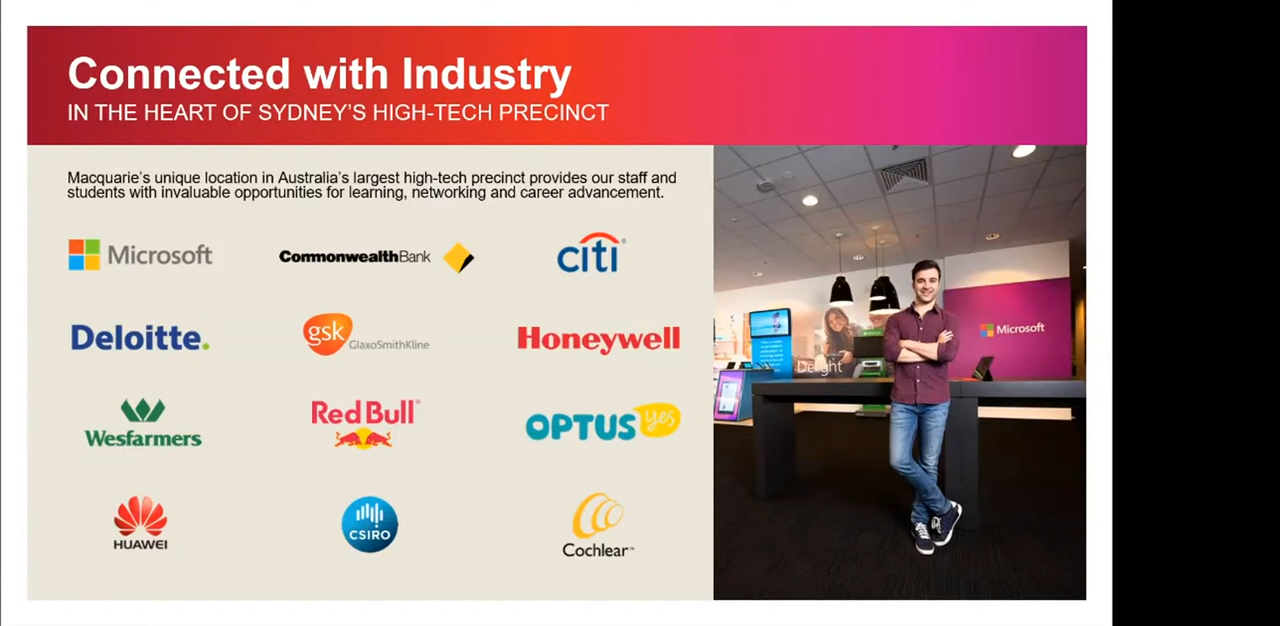 Connected with Industry
IN THE HEART OF SYDNEY'S HIGH-TECH PRECINCT
Macquarie's unique location in Australia's largest high-tech precinct provides our staff and
students with invaluable opportunities for learning, networking and career advancement.
Microsoft
CommonwealthBank
citi®
Deloitte.
gsk
GlaxoSmithKline
Honeywell
Wesfarmers
Red Bull®
OPTUS yes
HUAWEI
CSIRO
Cochlear™
Delight
Microsoft